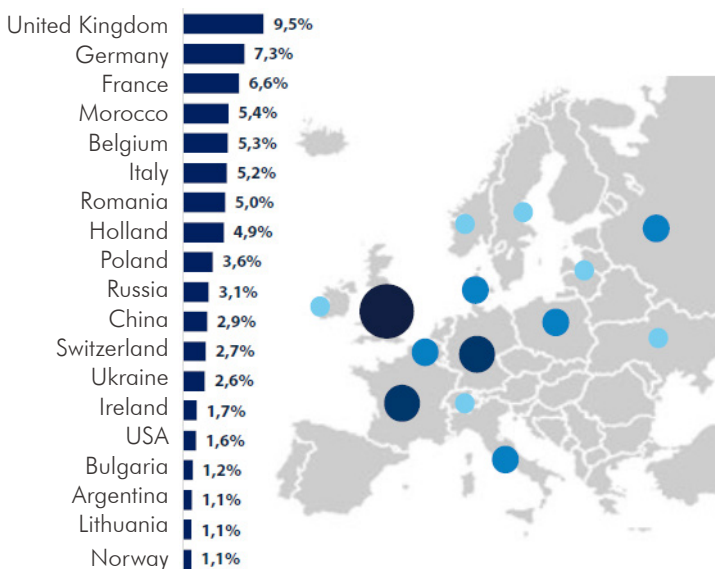 United Kingdom 9,5%
Germany 7,3%
France 6,6%
Morocco 5,4%
Belgium 5,3%
Italy 5,2%
Romania 5,0%
Holland 4,9%
Poland 3,6%
Russia 3,1%
China 2,9%
Switzerland 2,7%
Ukraine 2,6%
Ireland 1,7%
USA 1,6%
Bulgaria 1,2%
Argentina 1,1%
Lithuania 1,1%
Norway 1,1%